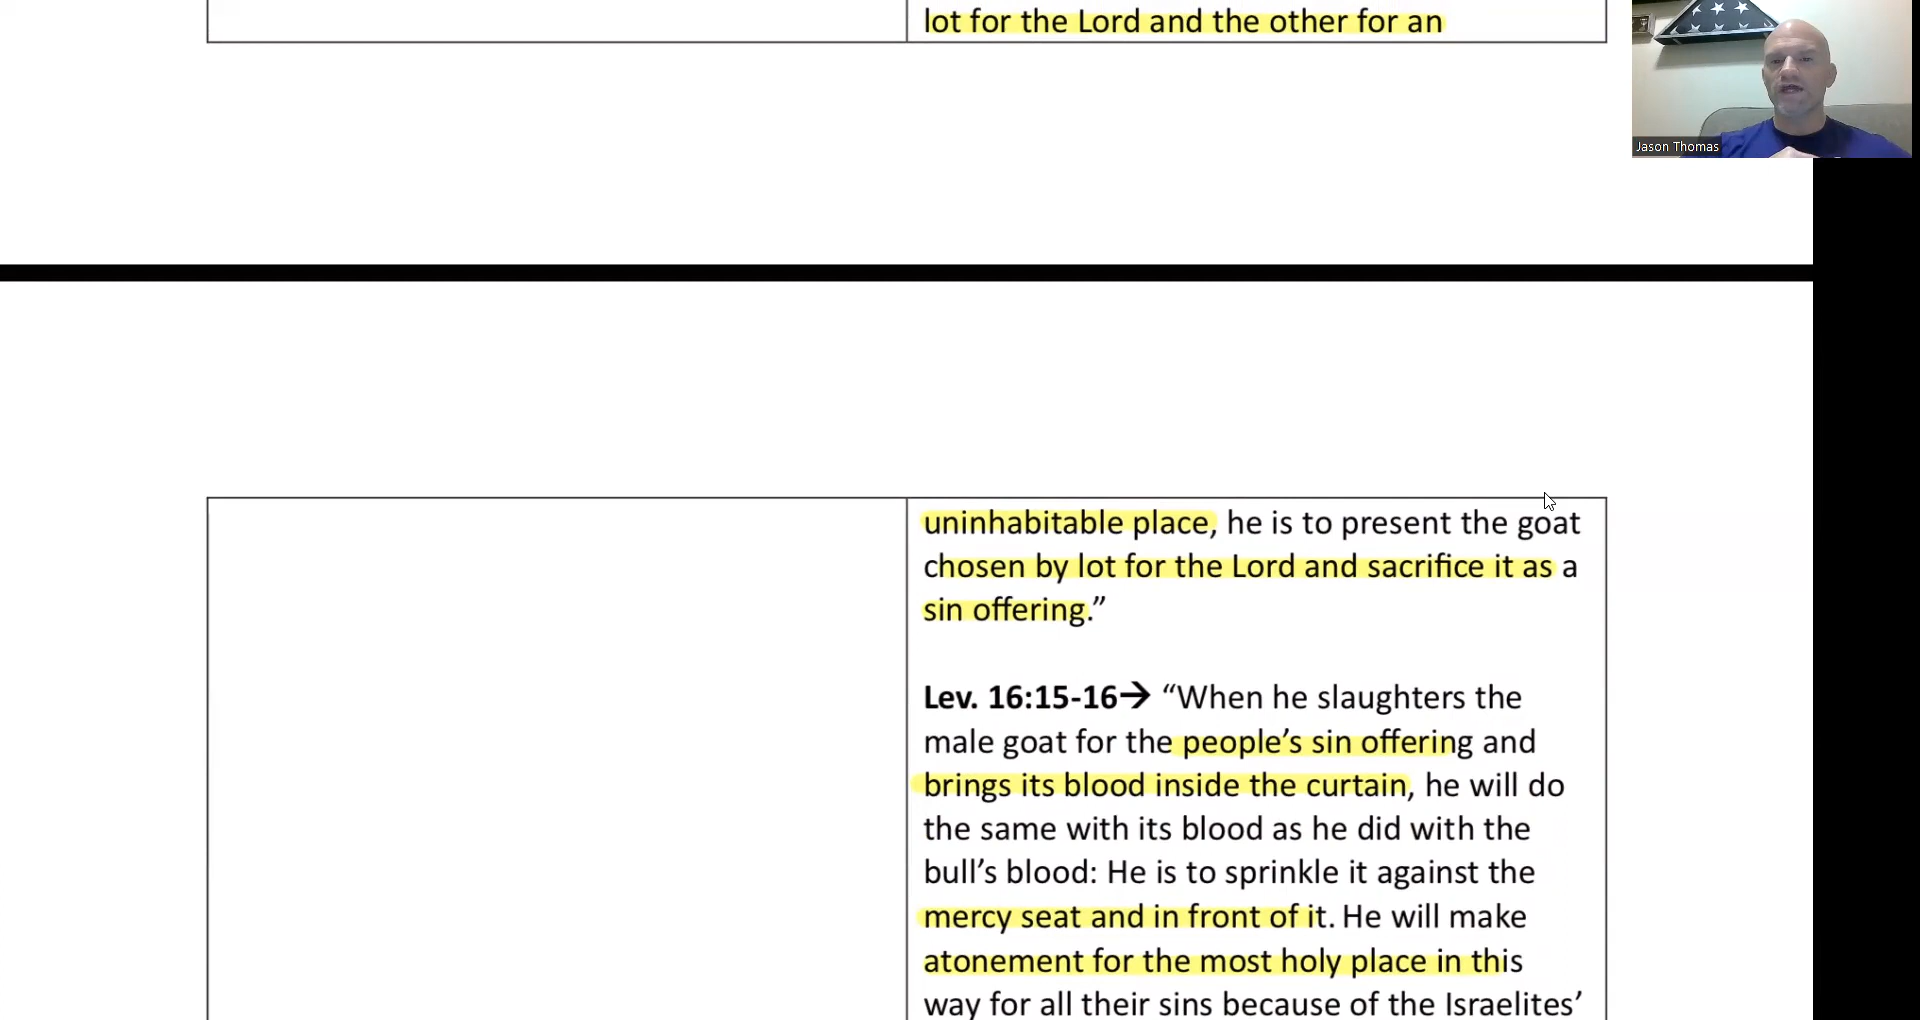 lot for the Lord and the other for an
Jason Thomas
uninhabitable place, he is to present the goat
chosen by lot for the Lord and sacrifice it as a
sin offering.”
Lev. 16:15-16→ “When he slaughters the
male goat for the people’s sin offering and
brings its blood inside the curtain, he will do
the same with its blood as he did with the
bull’s blood: He is to sprinkle it against the
mercy seat and in front of it. He will make
atonement for the most holy place in this
way for all their sins because of the Israelites’